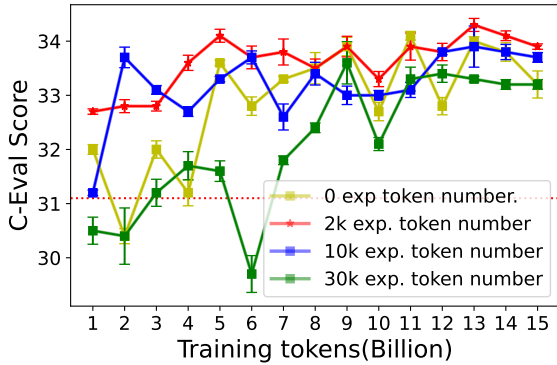 C-Eval Score
34
33
32
31
30
0 exp token number.
2k exp. token number
10k exp. token number
30k exp. token number
1 2 3 4 5 6 7 8 9 10 11 12 13 14 15
Training tokens(Billion)